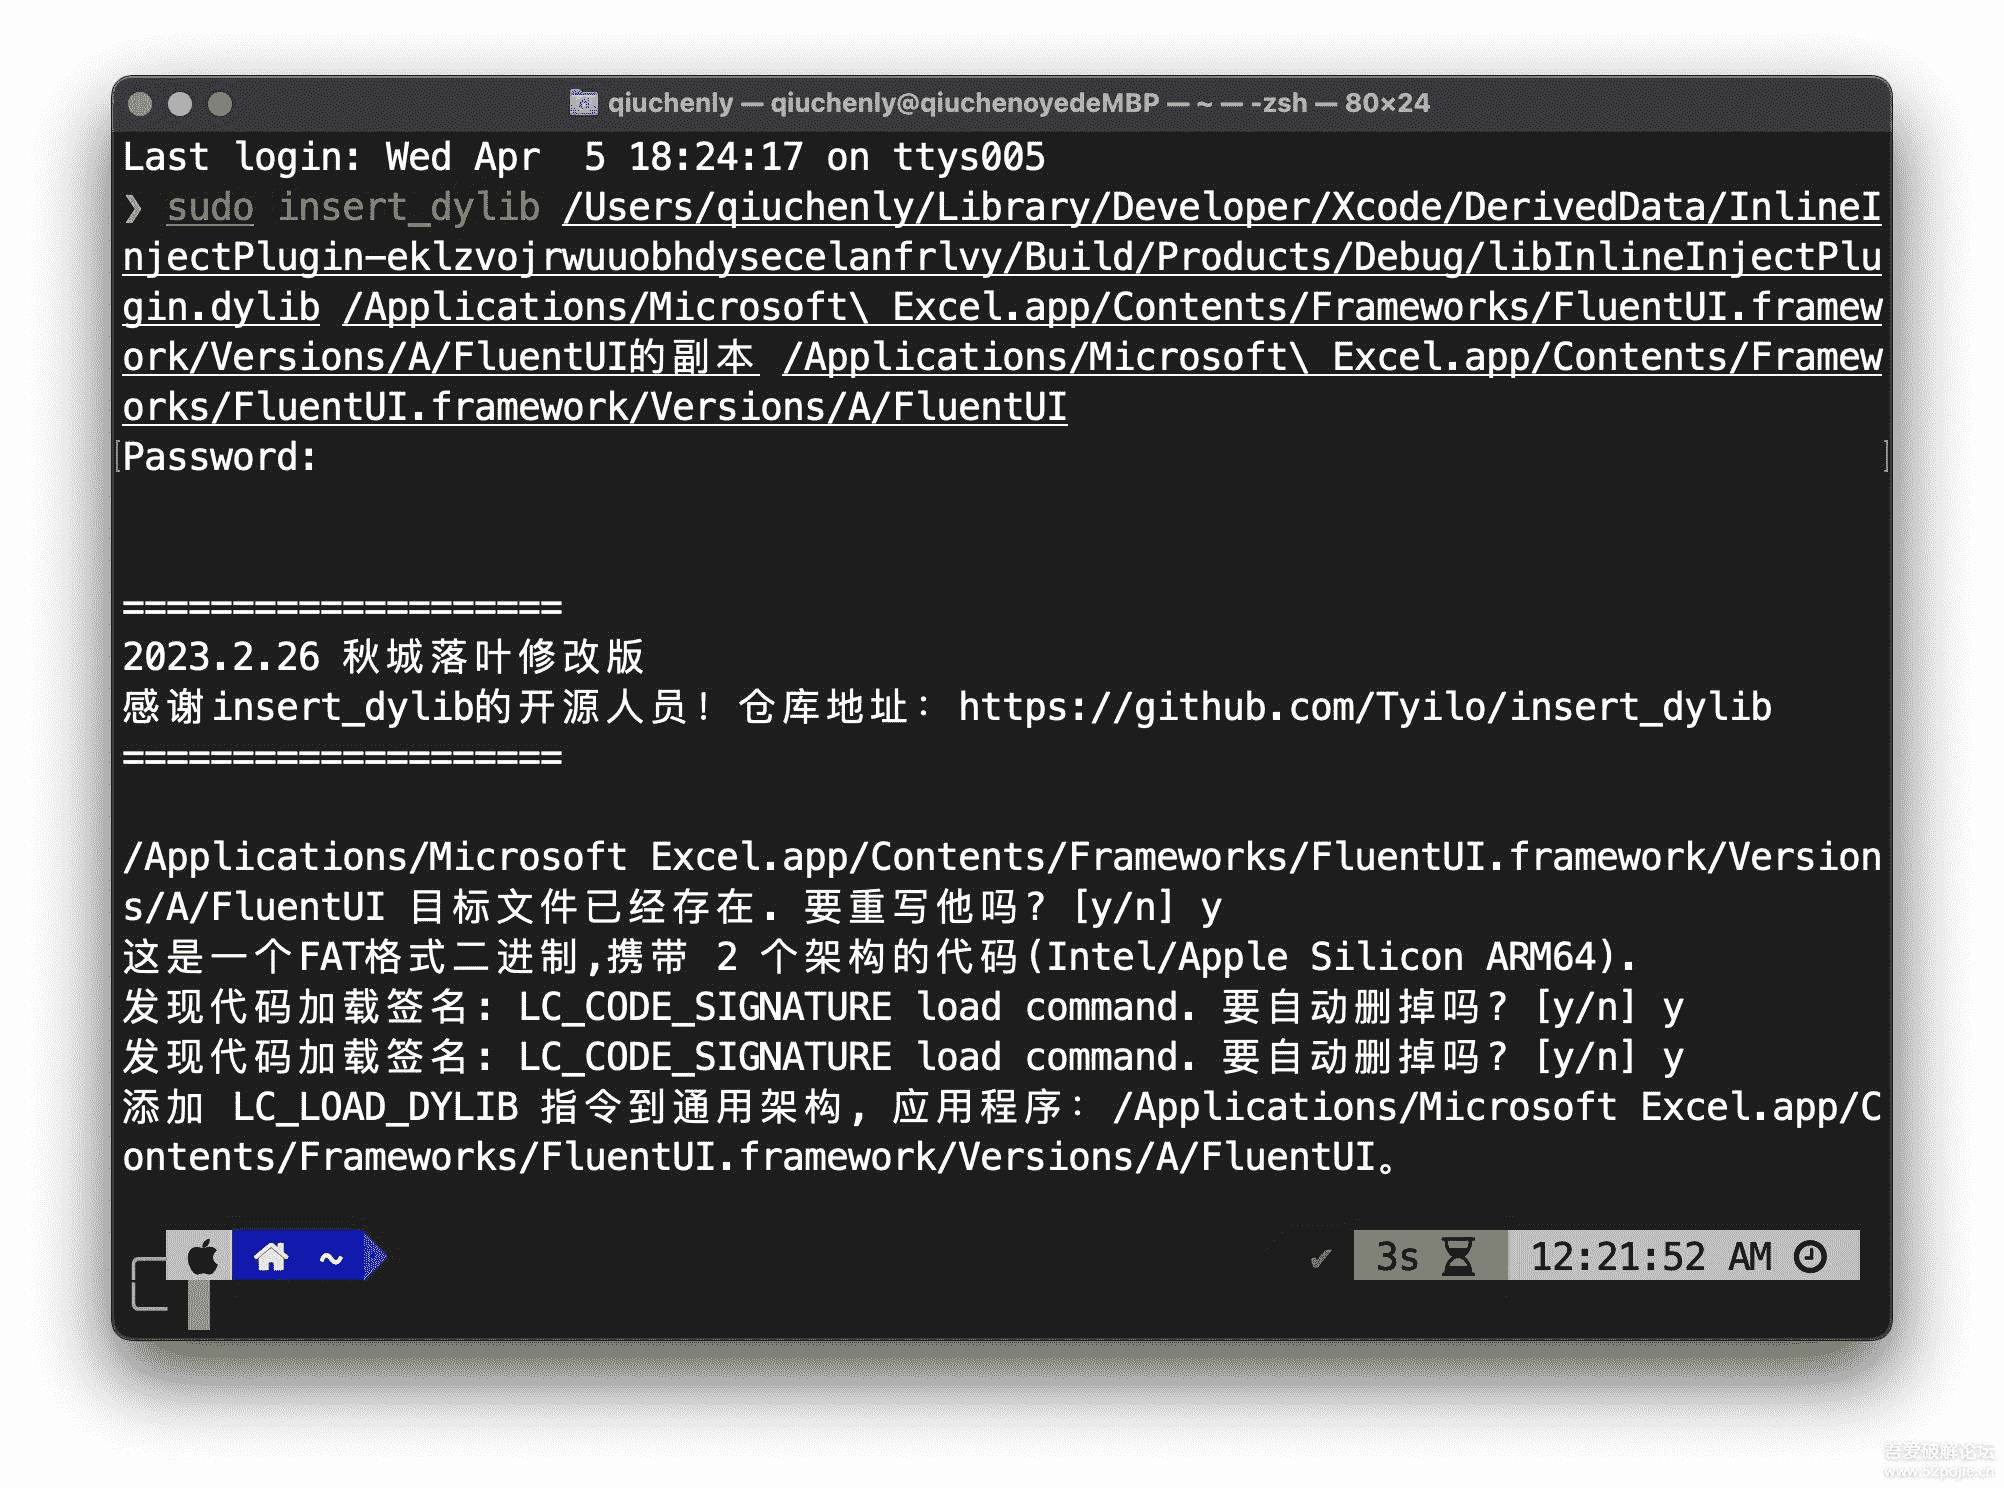 qiuchenly — qiuchenly@qiuchenoyedeMBP — ~ — -zsh — 80×24
Last login: Wed Apr  5 18:24:17 on ttys005
❯ sudo insert_dylib /Users/qiuchenly/Library/Developer/Xcode/DerivedData/InlineI
njectPlugin-eklzvojrwuuobhdysecelanfrlvy/Build/Products/Debug/libInlineInjectPlu
gin.dylib /Applications/Microsoft\ Excel.app/Contents/Frameworks/FluentUI.framew
ork/Versions/A/FluentUI的副本 /Applications/Microsoft\ Excel.app/Contents/Framew
orks/FluentUI.framework/Versions/A/FluentUI
[Password: ]
====================
2023.2.26 秋城落叶修改版
感谢insert_dylib的开源人员! 仓库地址: https://github.com/Tyilo/insert_dylib
====================
/Applications/Microsoft Excel.app/Contents/Frameworks/FluentUI.framework/Version
s/A/FluentUI 目标文件已经存在. 要重写他吗? [y/n] y
这是一个FAT格式二进制,携带 2 个架构的代码(Intel/Apple Silicon ARM64).
发现代码加载签名: LC_CODE_SIGNATURE load command. 要自动删掉吗? [y/n] y
发现代码加载签名: LC_CODE_SIGNATURE load command. 要自动删掉吗? [y/n] y
添加 LC_LOAD_DYLIB 指令到通用架构, 应用程序: /Applications/Microsoft Excel.app/C
ontents/Frameworks/FluentUI.framework/Versions/A/FluentUI。
~ ✔ 3s 12:21:52 AM
吾爱破解论坛
www.52pojie.cn